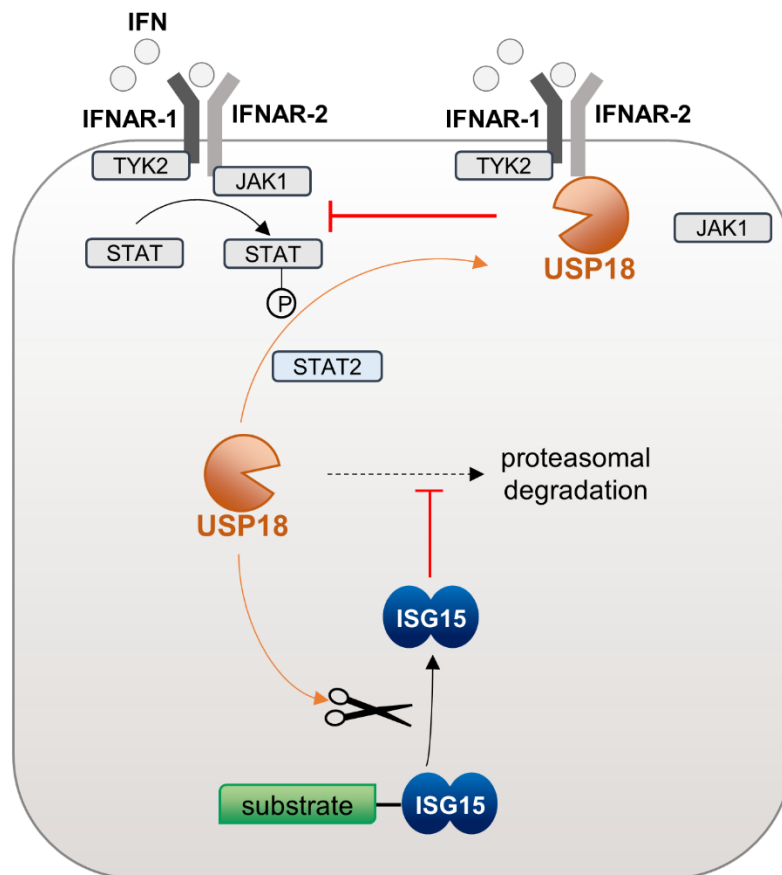 IFN
IFNAR-1
IFNAR-2
TYK2
JAK1
STAT
STAT
P
IFNAR-1
IFNAR-2
TYK2
JAK1
USP18
STAT2
USP18
proteasomal
degradation
ISG15
substrate
ISG15